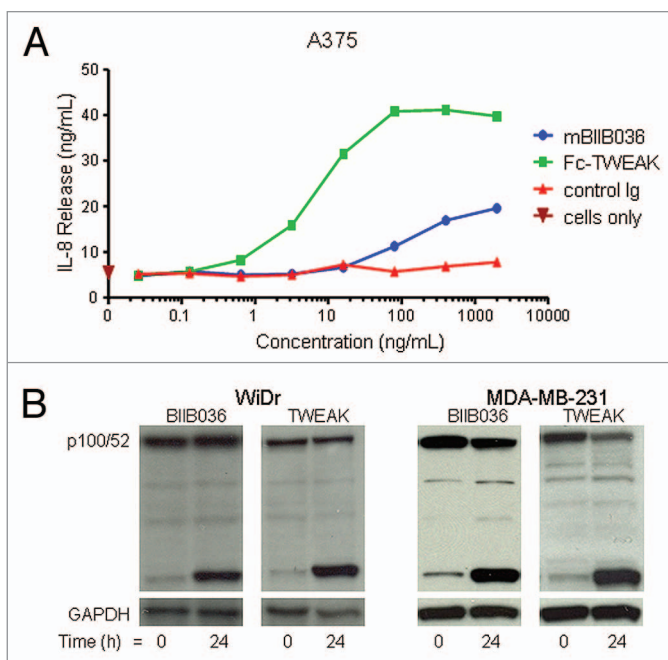 A
A375
50
40
30
20
10
0
IL-8 Release (ng/mL)
0 0.1 1 10 100 1000 10000
Concentration (ng/mL)
mBIIB036
Fc-TWEAK
control Ig
cells only
B
WiDr MDA-MB-231
BIIB036 TWEAK BIIB036 TWEAK
p100/52
GAPDH
Time (h) = 0 24 0 24 0 24 0 24